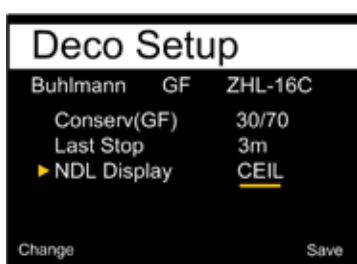 Deco Setup
Buhlmann GF ZHL-16C
Conserv(GF) 30/70
Last Stop 3m
NDL Display CEIL
Change Save